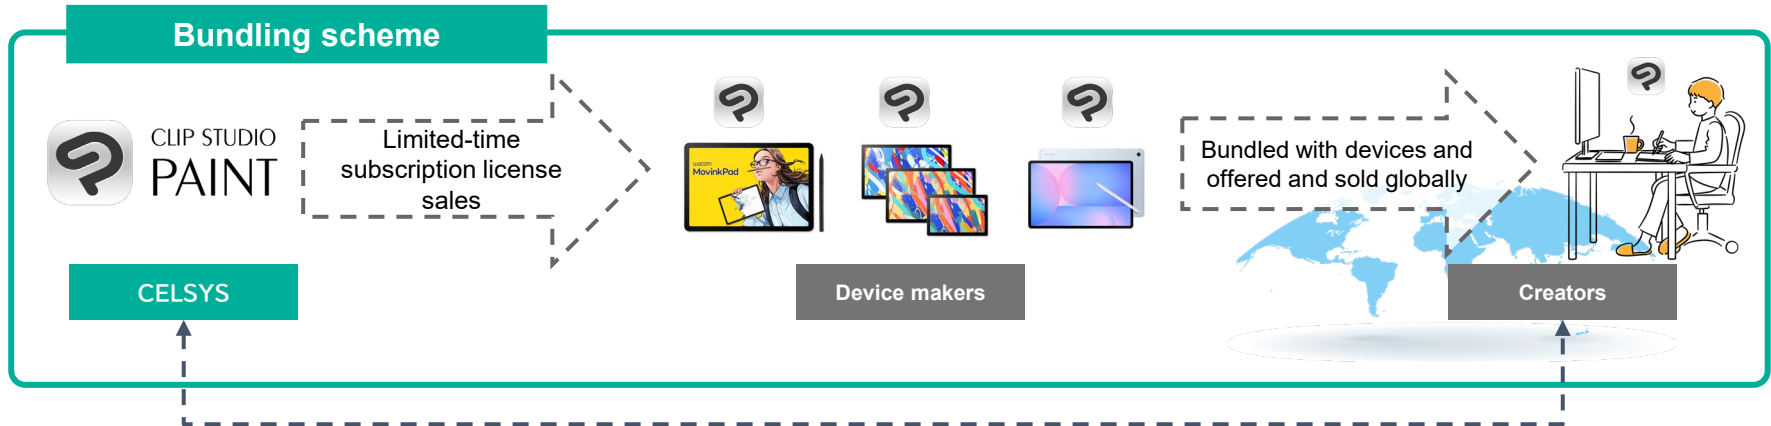 Bundling scheme
CLIP STUDIO
PAINT
Limited-time
subscription license
sales
wacom
MovinkPad
Bundled with devices and
offered and sold globally
CELSYS
Device makers
Creators